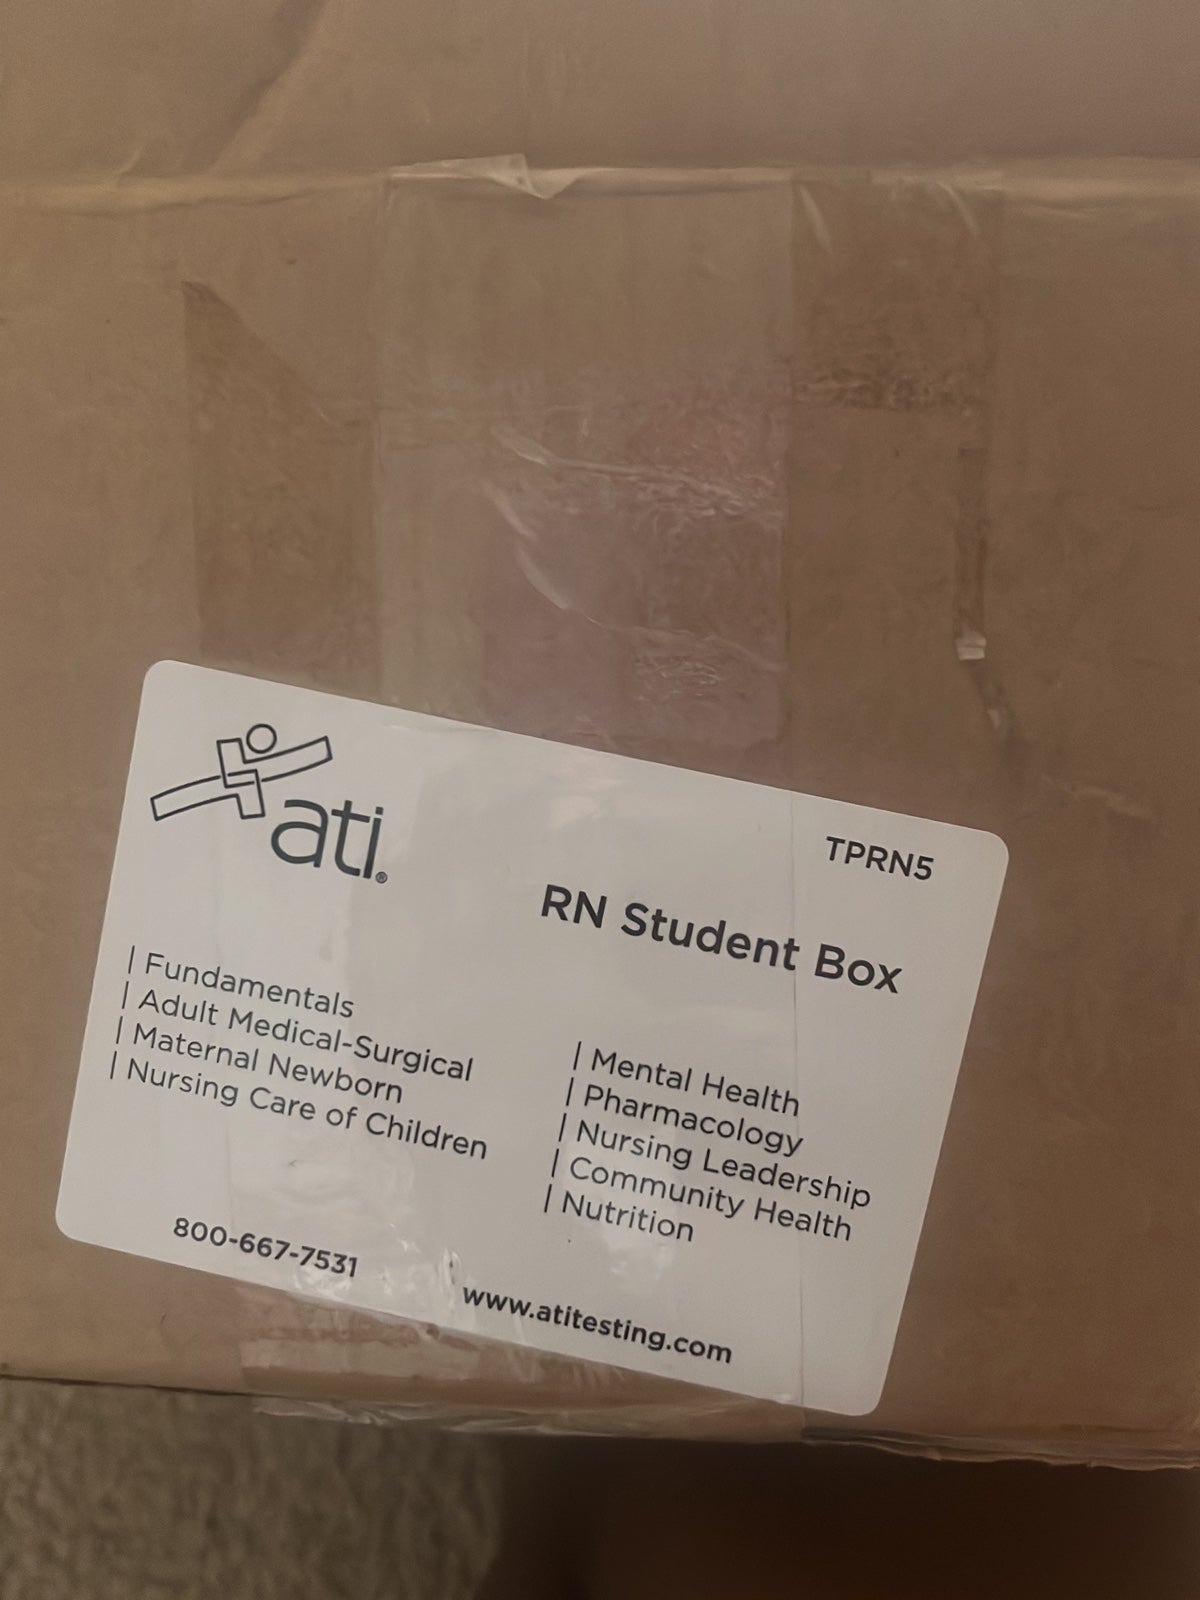 ati®
TPRN5
RN Student Box
| Fundamentals
| Adult Medical-Surgical
| Maternal Newborn
| Nursing Care of Children
| Mental Health
| Pharmacology
| Nursing Leadership
| Community Health
| Nutrition
800-667-7531
www.atitesting.com